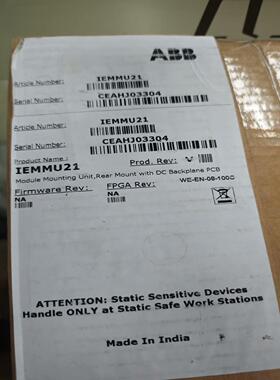 ABB
Article Number: IEMMU21
Serial Number: CEAHJ03304
Article Number: IEMMU21
Serial Number: CEAHJ03304
Product Name : Prod. Rev: V
IEMMU21
Module Mounting Unit,Rear Mount with DC Backplane PCB
Firmware Rev: FPGA Rev: WE-EN-08-100C
NA NA
ATTENTION: Static Sensitive Devices
Handle ONLY at Static Safe Work Stations
Made In India